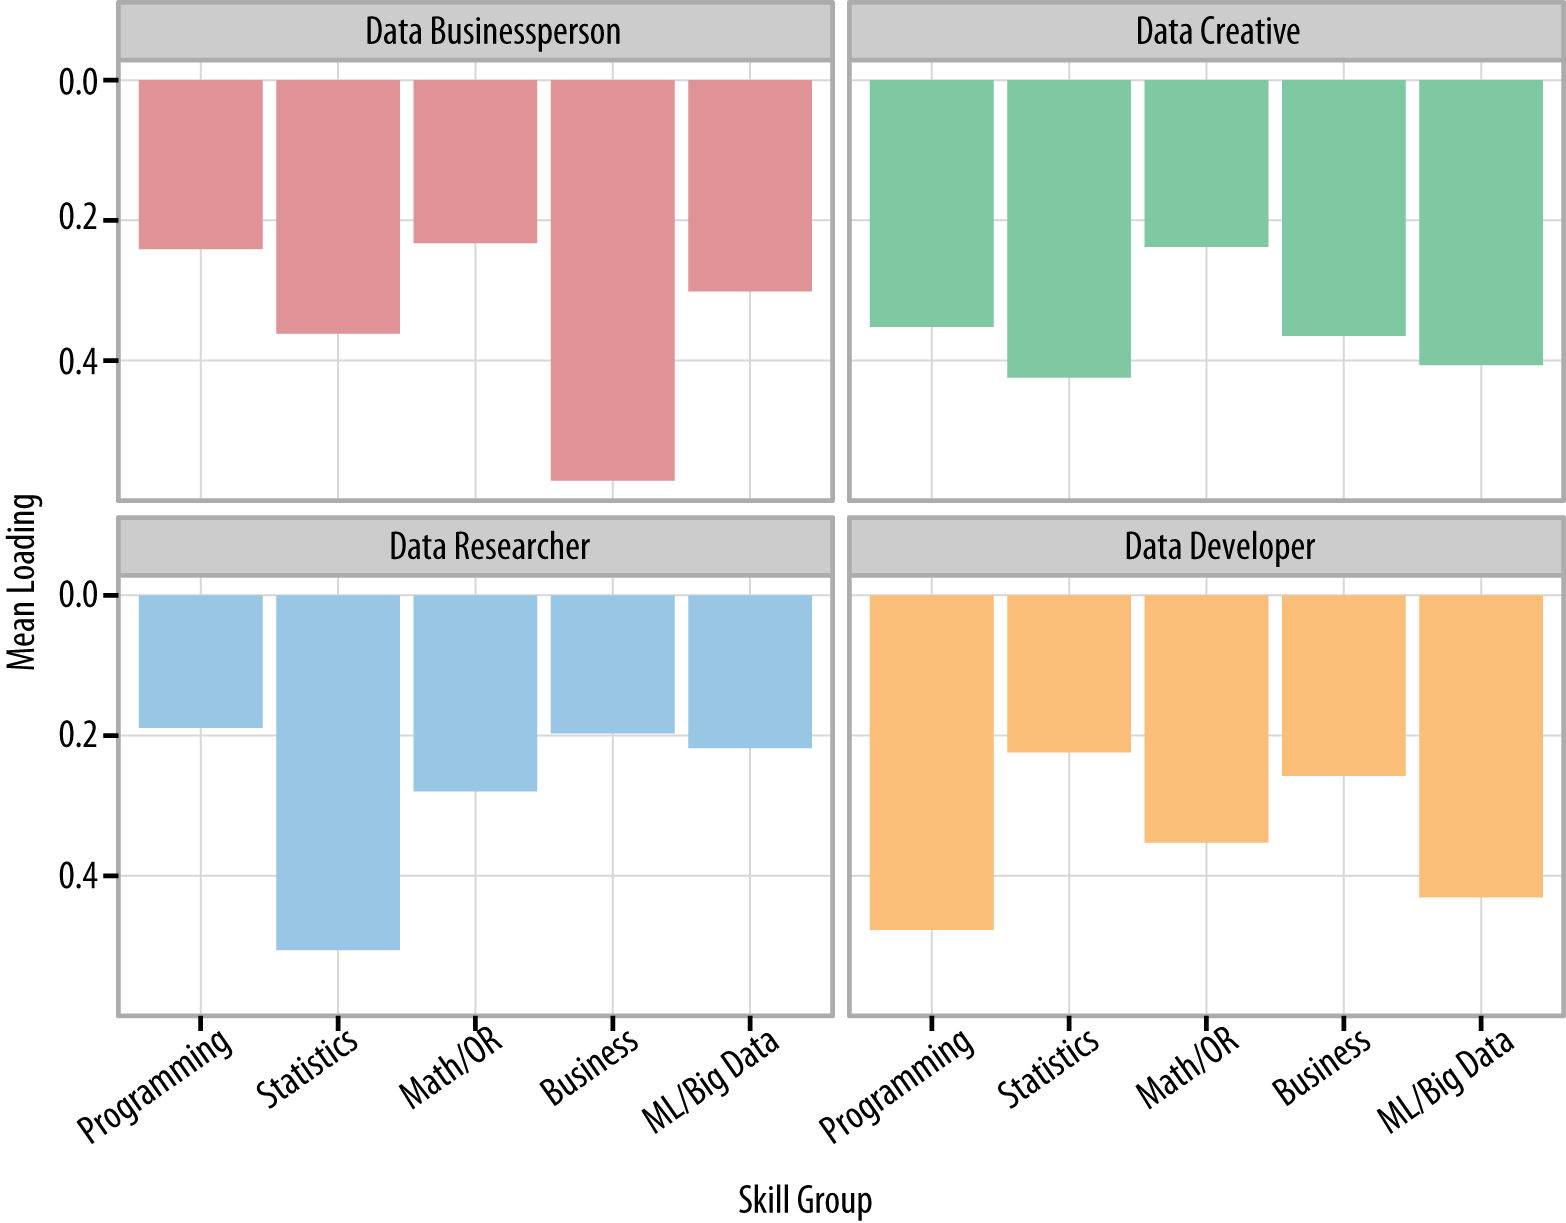 Data Businessperson
Data Creative
0.0
0.2
0.4
Data Researcher
Data Developer
0.0
0.2
0.4
Mean Loading
Programming
Statistics
Math/OR
Business
ML/Big Data
Programming
Statistics
Math/OR
Business
ML/Big Data
Skill Group